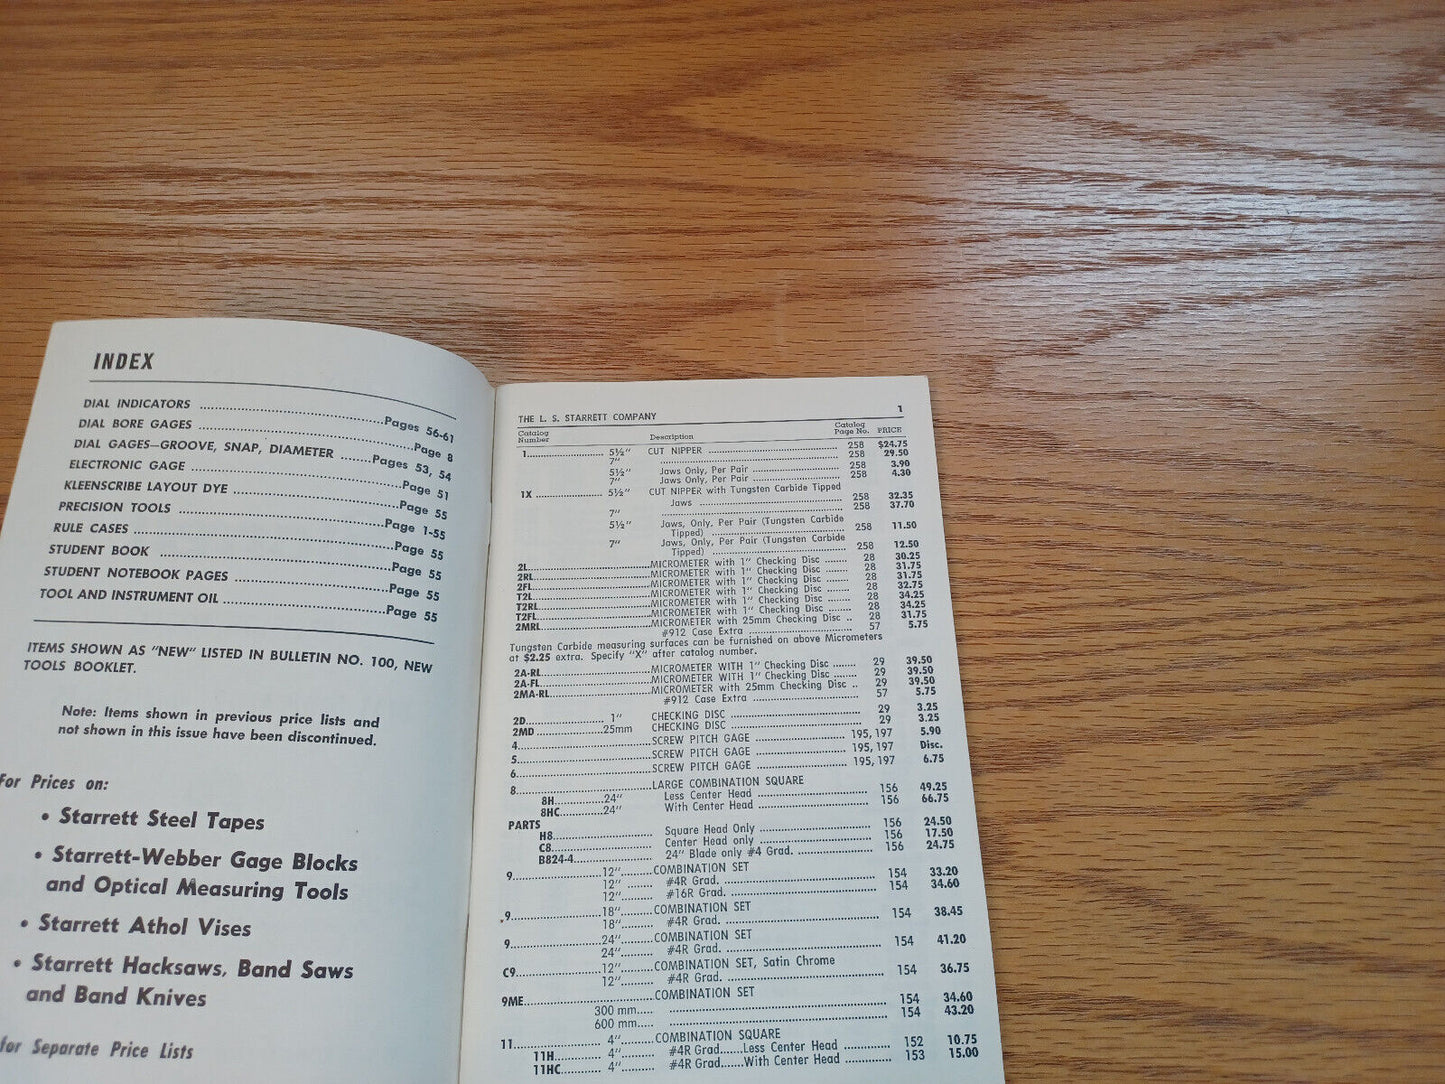 INDEX
DIAL INDICATORS ........ Pages 56-61
DIAL BORE GAGES ........ Page 8
DIAL GAGES—GROOVE, SNAP, DIAMETER ........ Pages 53, 54
ELECTRONIC GAGE ........ Page 51
KLEENSCRIBE LAYOUT DYE ........ Page 55
PRECISION TOOLS ........ Page 1-55
RULE CASES ........ Page 55
STUDENT BOOK ........ Page 55
STUDENT NOTEBOOK PAGES ........ Page 55
TOOL AND INSTRUMENT OIL ........ Page 55
ITEMS SHOWN AS "NEW" LISTED IN BULLETIN NO. 100, NEW
TOOLS BOOKLET.
Note: Items shown in previous price lists and
not shown in this issue have been discontinued.
For Prices on:
• Starrett Steel Tapes
• Starrett-Webber Gage Blocks
and Optical Measuring Tools
• Starrett Athol Vises
• Starrett Hacksaws, Band Saws
and Band Knives
for Separate Price Lists
THE L. S. STARRETT COMPANY 1
Catalog Number Description Catalog Page No. PRICE
1 ........ 5½" CUT NIPPER ........ 258 $24.75
7" ........ 258 29.50
5½" Jaws Only, Per Pair ........ 258 3.90
7" Jaws Only, Per Pair ........ 258 4.30
1X ........ 5½" CUT NIPPER with Tungsten Carbide Tipped
Jaws ........ 258 32.35
7" ........ 258 37.70
5½" Jaws, Only, Per Pair (Tungsten Carbide
Tipped) ........ 258 11.50
7" Jaws, Only, Per Pair (Tungsten Carbide
Tipped) ........ 258 12.50
2L ........ MICROMETER with 1" Checking Disc ........ 28 30.25
2RL ........ MICROMETER with 1" Checking Disc ........ 28 31.75
2FL ........ MICROMETER with 1" Checking Disc ........ 28 31.75
T2L ........ MICROMETER with 1" Checking Disc ........ 28 32.75
T2RL ........ MICROMETER with 1" Checking Disc ........ 28 34.25
T2FL ........ MICROMETER with 1" Checking Disc ........ 28 34.25
2MRL ........ MICROMETER with 25mm Checking Disc .. 28 31.75
#912 Case Extra ........ 57 5.75
Tungsten Carbide measuring surfaces can be furnished on above Micrometers
at $2.25 extra. Specify "X" after catalog number.
2A-RL ........ MICROMETER WITH 1" Checking Disc ........ 29 39.50
2A-FL ........ MICROMETER WITH 1" Checking Disc ........ 29 39.50
2MA-RL ........ MICROMETER with 25mm Checking Disc .. 29 39.50
#912 Case Extra ........ 57 5.75
2D ........ 1" CHECKING DISC ........ 29 3.25
2MD ........ 25mm CHECKING DISC ........ 29 3.25
4 ........ SCREW PITCH GAGE ........ 195, 197 5.90
5 ........ SCREW PITCH GAGE ........ 195, 197 Disc.
6 ........ SCREW PITCH GAGE ........ 195, 197 6.75
8 ........ LARGE COMBINATION SQUARE
8H ........ 24" Less Center Head ........ 156 49.25
8HC ........ 24" With Center Head ........ 156 66.75
PARTS
H8 ........ Square Head Only ........ 156 24.50
C8 ........ Center Head only ........ 156 17.50
B824-4 ........ 24" Blade only #4 Grad. ........ 156 24.75
9 ........ 12" ........ COMBINATION SET
12" ........ #4R Grad. ........ 154 33.20
12" ........ #16R Grad. ........ 154 34.60
9 ........ 18" ........ COMBINATION SET
18" ........ #4R Grad. ........ 154 38.45
9 ........ 24" ........ COMBINATION SET
24" ........ #4R Grad. ........ 154 41.20
C9 ........ 12" ........ COMBINATION SET, Satin Chrome
12" ........ #4R Grad. ........ 154 36.75
9ME ........ COMBINATION SET
300 mm ........ 154 34.60
600 mm ........ 154 43.20
11 ........ 4" ........ COMBINATION SQUARE
11H ........ 4" ........ #4R Grad ...... Less Center Head ........ 152 10.75
11HC ........ 4" ........ #4R Grad ...... With Center Head ........ 153 15.00